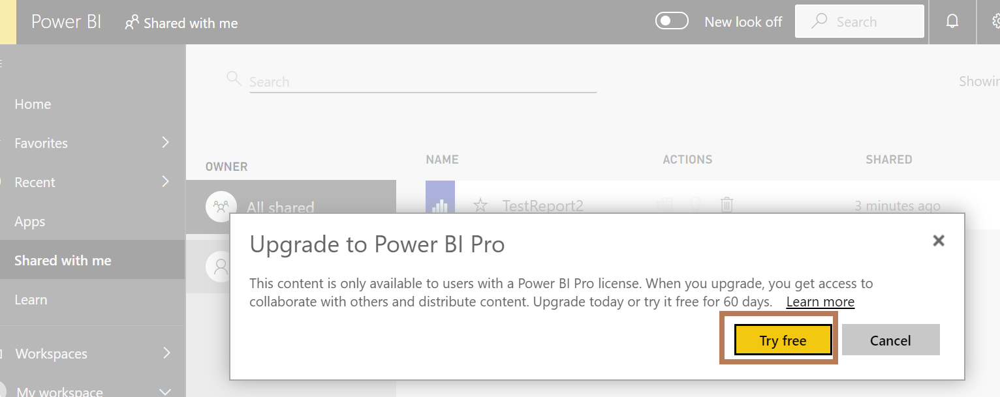 Power BI
Shared with me
New look off
Search
Search
Showin
Home
Favorites
Recent
Apps
Shared with me
Learn
Workspaces
My workspace
OWNER
NAME
ACTIONS
SHARED
All shared
TestReport2
3 minutes ago
Upgrade to Power BI Pro
This content is only available to users with a Power BI Pro license. When you upgrade, you get access to
collaborate with others and distribute content. Upgrade today or try it free for 60 days. Learn more
Try free
Cancel